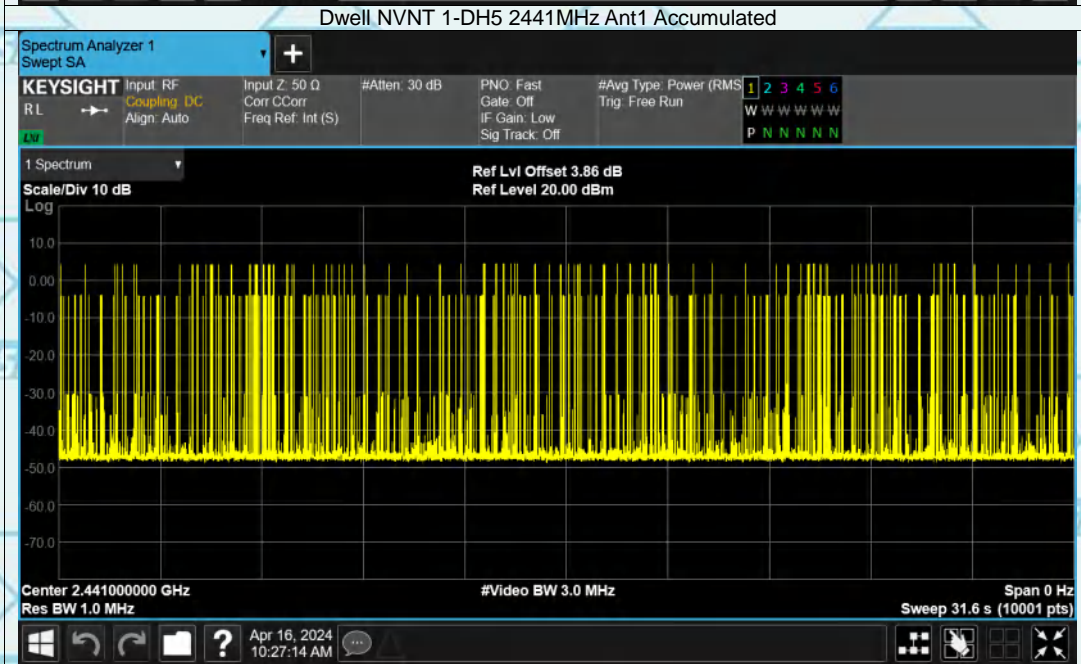 Dwell NVNT 1-DH5 2441MHz Ant1 Accumulated
Spectrum Analyzer 1
Swept SA
KEYSIGHT
RL
Input: RF
Coupling: DC
Align: Auto
Input Z: 50 Ω
Corr CCorr
Freq Ref: Int (S)
#Atten: 30 dB
PNO: Fast
Gate: Off
IF Gain: Low
Sig Track: Off
#Avg Type: Power (RMS
Trig: Free Run
1 2 3 4 5 6
W W W W W W
P N N N N N
1 Spectrum
Scale/Div 10 dB
Ref Lvl Offset 3.86 dB
Ref Level 20.00 dBm
Log
10.0
0.00
-10.0
-20.0
-30.0
-40.0
-50.0
-60.0
-70.0
Center 2.441000000 GHz
#Video BW 3.0 MHz
Span 0 Hz
Res BW 1.0 MHz
Sweep 31.6 s (10001 pts)
?
Apr 16, 2024
10:27:14 AM